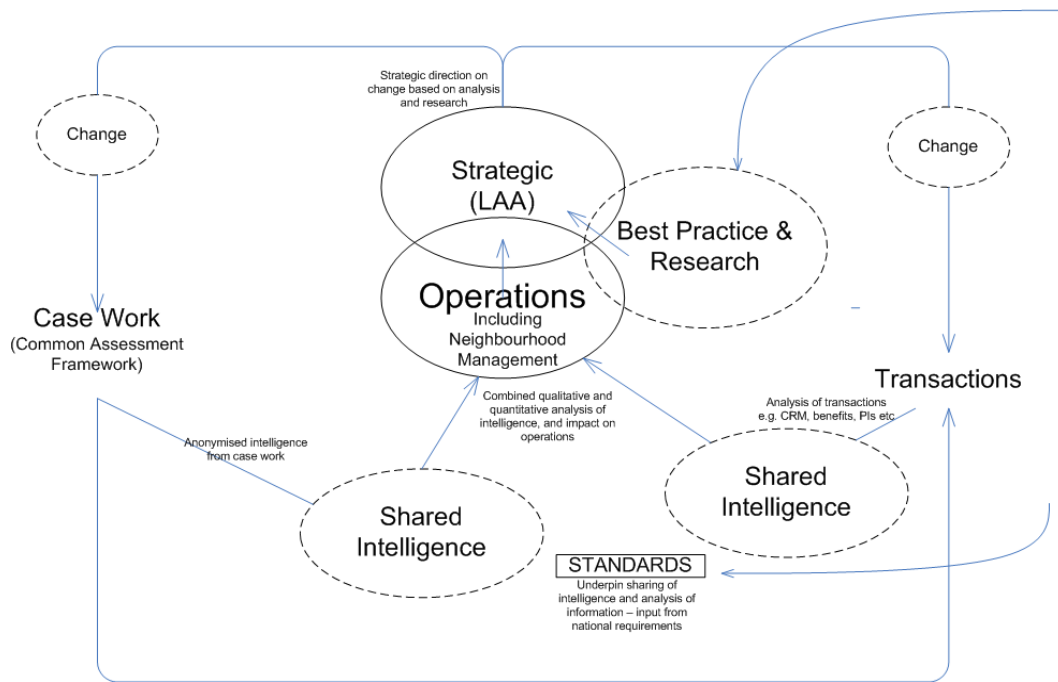 Strategic direction on
change based on analysis
and research
Change
Change
Strategic
(LAA)
Best Practice &
Research
Operations
Including
Neighbourhood
Management
Case Work
(Common Assessment
Framework)
Transactions
Combined qualitative and
quantitative analysis of
intelligence, and impact on
operations
Analysis of transactions
e.g. CRM, benefits, PIs etc
Anonymised intelligence
from case work
Shared
Intelligence
Shared
Intelligence
STANDARDS
Underpin sharing of
intelligence and analysis of
information – input from
national requirements